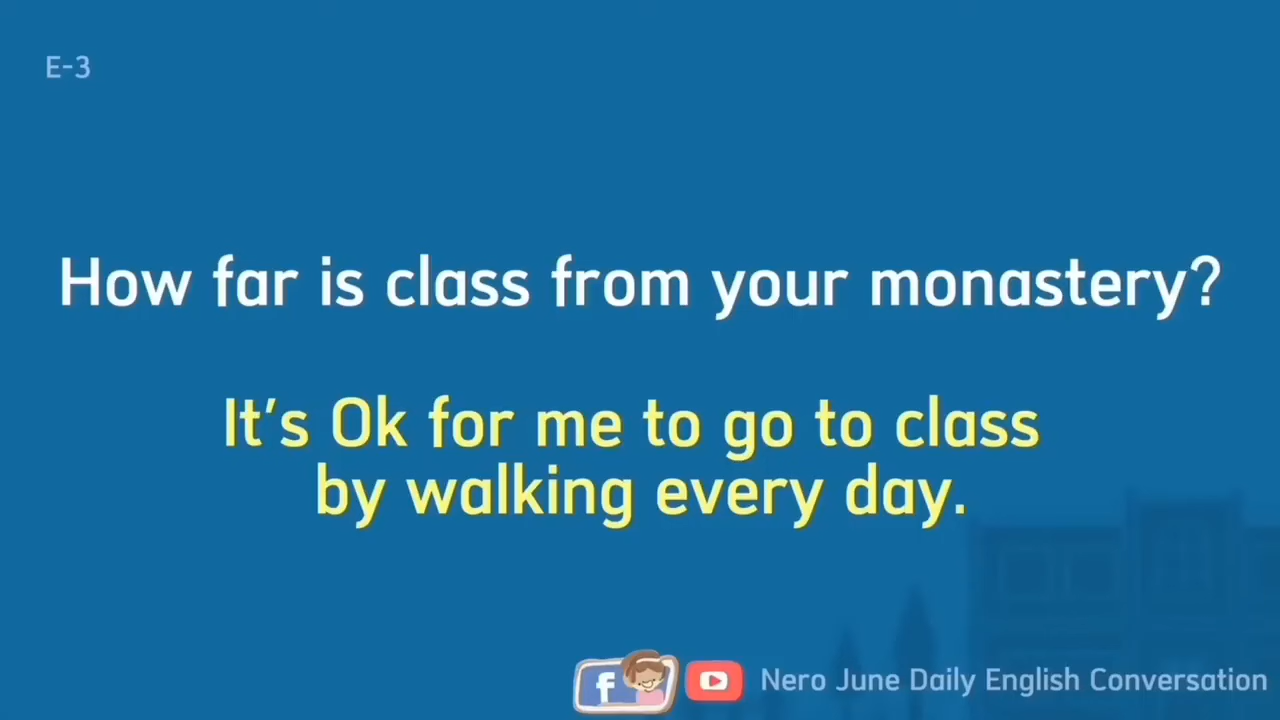 E-3
How far is class from your monastery?
It's Ok for me to go to class
by walking every day.
f
Nero June Daily English Conversation